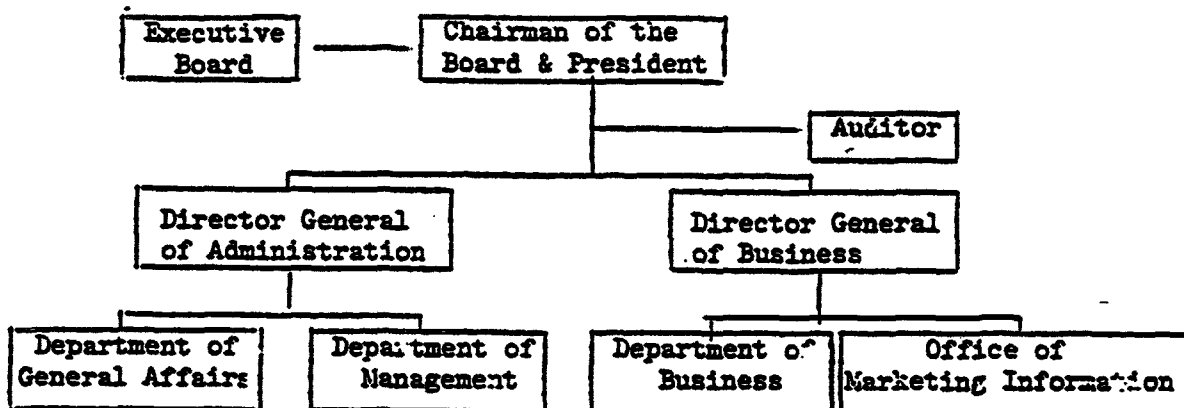 Executive
Board
Chairman of the
Board & President
Auditor
Director General
of Administration
Director General
of Business
Department of
General Affairs
Department of
Management
Department of
Business
Office of
Marketing Information